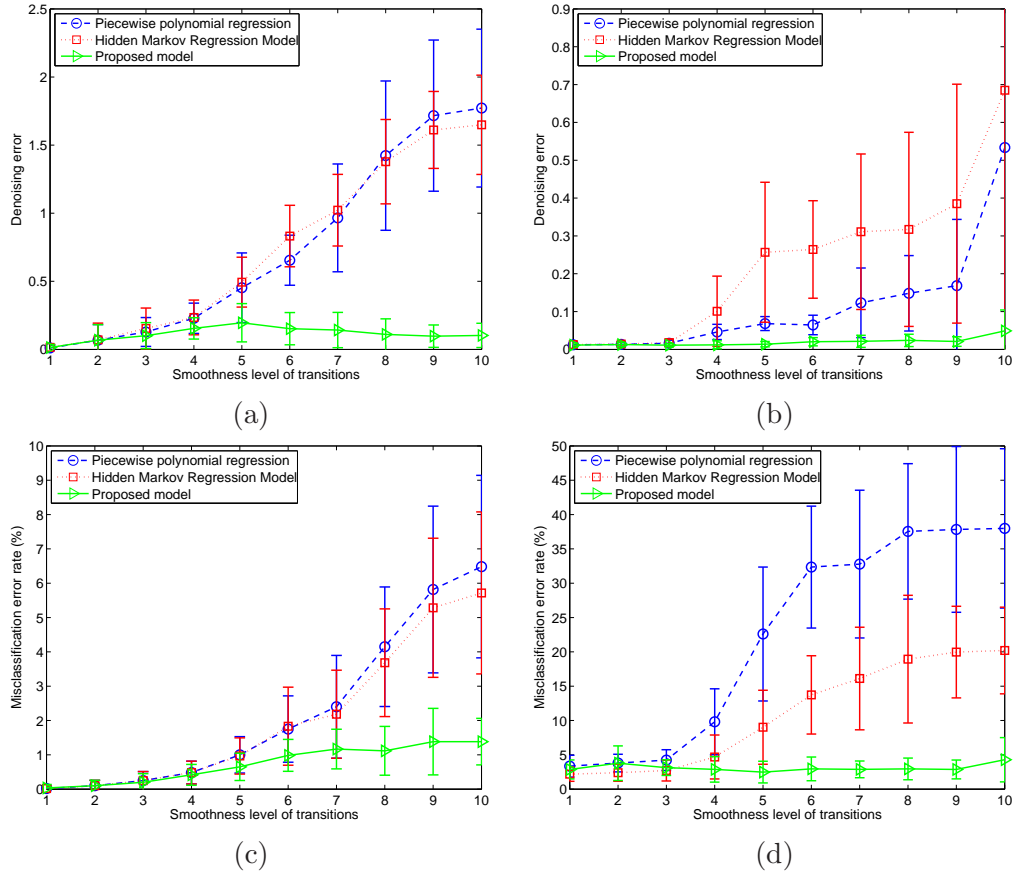 2.5
2
1.5
1
0.5
0
Denoising error
Piecewise polynomial regression
Hidden Markov Regression Model
Proposed model
1 2 3 4 5 6 7 8 9 10
Smoothness level of transitions
(a)
0.9
0.8
0.7
0.6
0.5
0.4
0.3
0.2
0.1
0
Denoising error
Piecewise polynomial regression
Hidden Markov Regression Model
Proposed model
1 2 3 4 5 6 7 8 9 10
Smoothness level of transitions
(b)
10
9
8
7
6
5
4
3
2
1
0
Misclassification error rate (%)
Piecewise polynomial regression
Hidden Markov Regression Model
Proposed model
1 2 3 4 5 6 7 8 9 10
Smoothness level of transitions
(c)
50
45
40
35
30
25
20
15
10
5
0
Misclassification error rate (%)
Piecewise polynomial regression
Hidden Markov Regression Model
Proposed model
1 2 3 4 5 6 7 8 9 10
Smoothness level of transitions
(d)